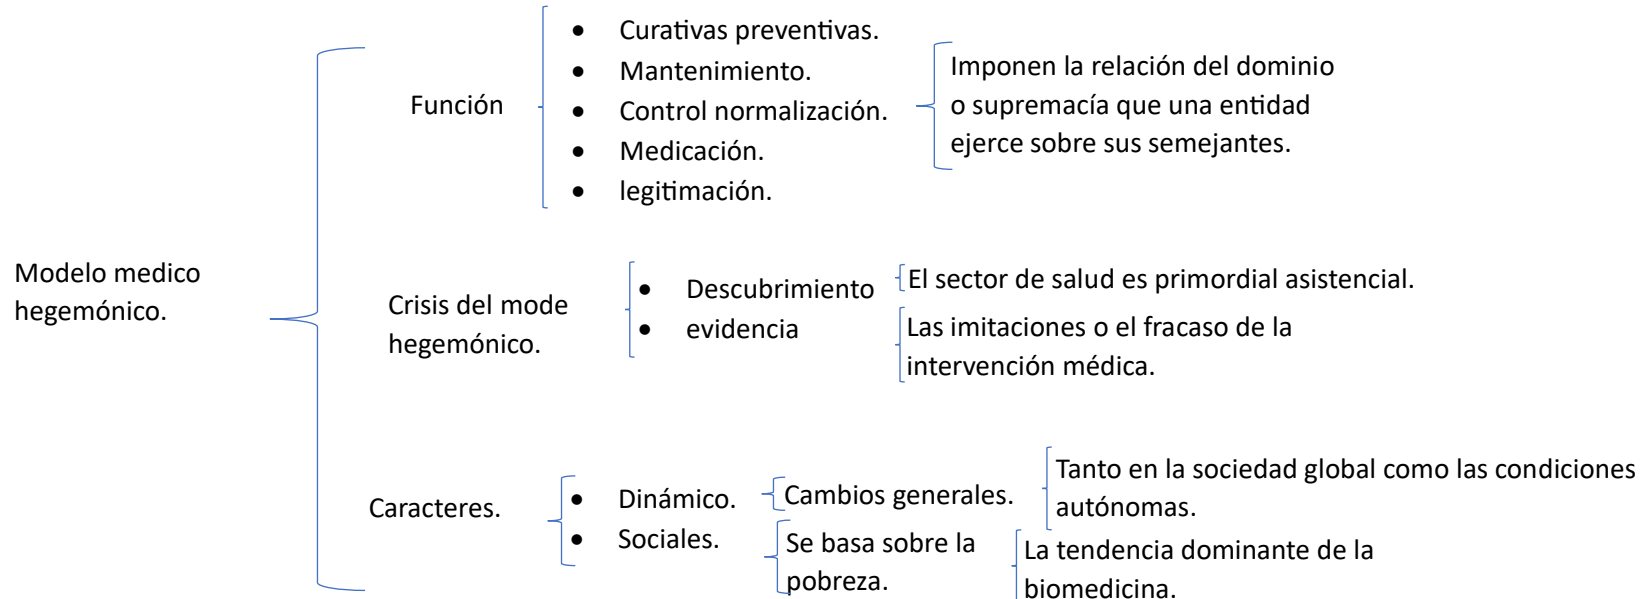 Modelo medico
hegemónico.
Función
• Curativas preventivas.
• Mantenimiento.
• Control normalización.
• Medicación.
• legitimación.
Imponen la relación del dominio
o supremacía que una entidad
ejerce sobre sus semejantes.
Crisis del mode
hegemónico.
• Descubrimiento
• evidencia
El sector de salud es primordial asistencial.
Las imitaciones o el fracaso de la
intervención médica.
Caracteres.
• Dinámico.
• Sociales.
Cambios generales.
Tanto en la sociedad global como las condiciones
autónomas.
Se basa sobre la
pobreza.
La tendencia dominante de la
biomedicina.